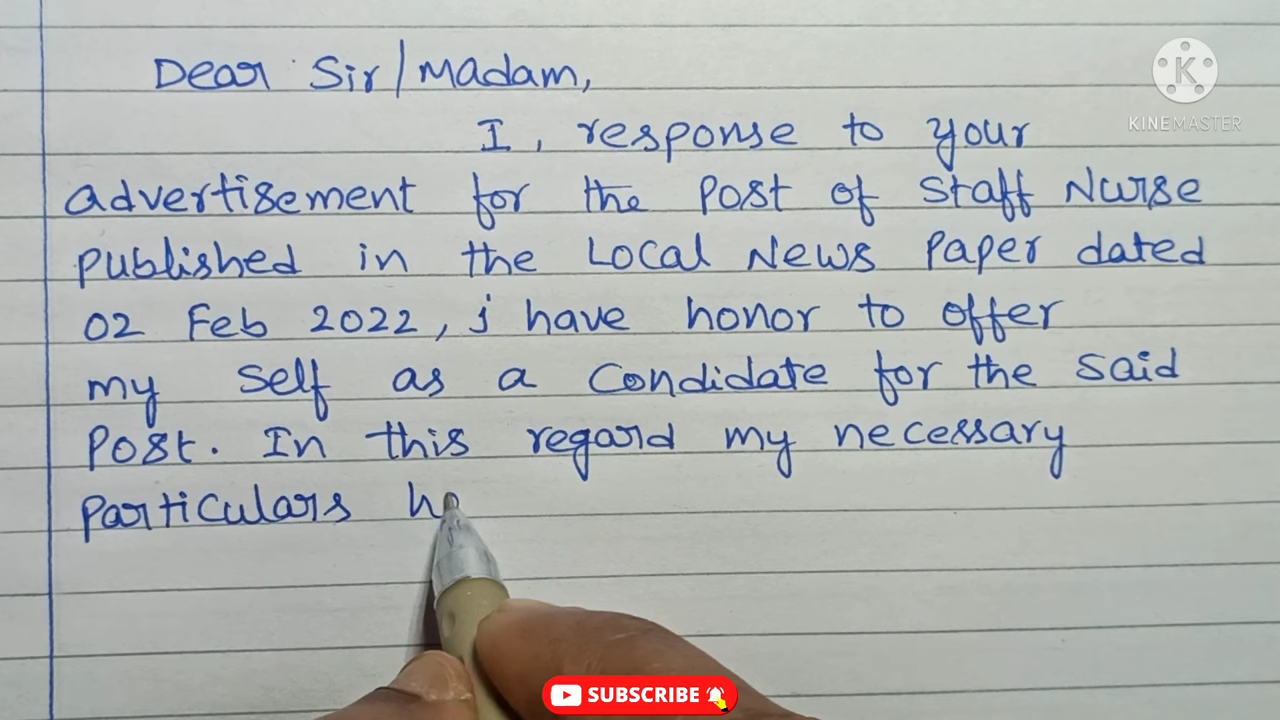 Dear Sir/Madam,
I, response to your
advertisement for the Post of Staff Nurse
published in the Local News Paper dated
02 Feb 2022, i have honor to offer
my self as a Condidate for the Said
Post. In this regard my necessary
Particulars
K
KINEMASTER
SUBSCRIBE